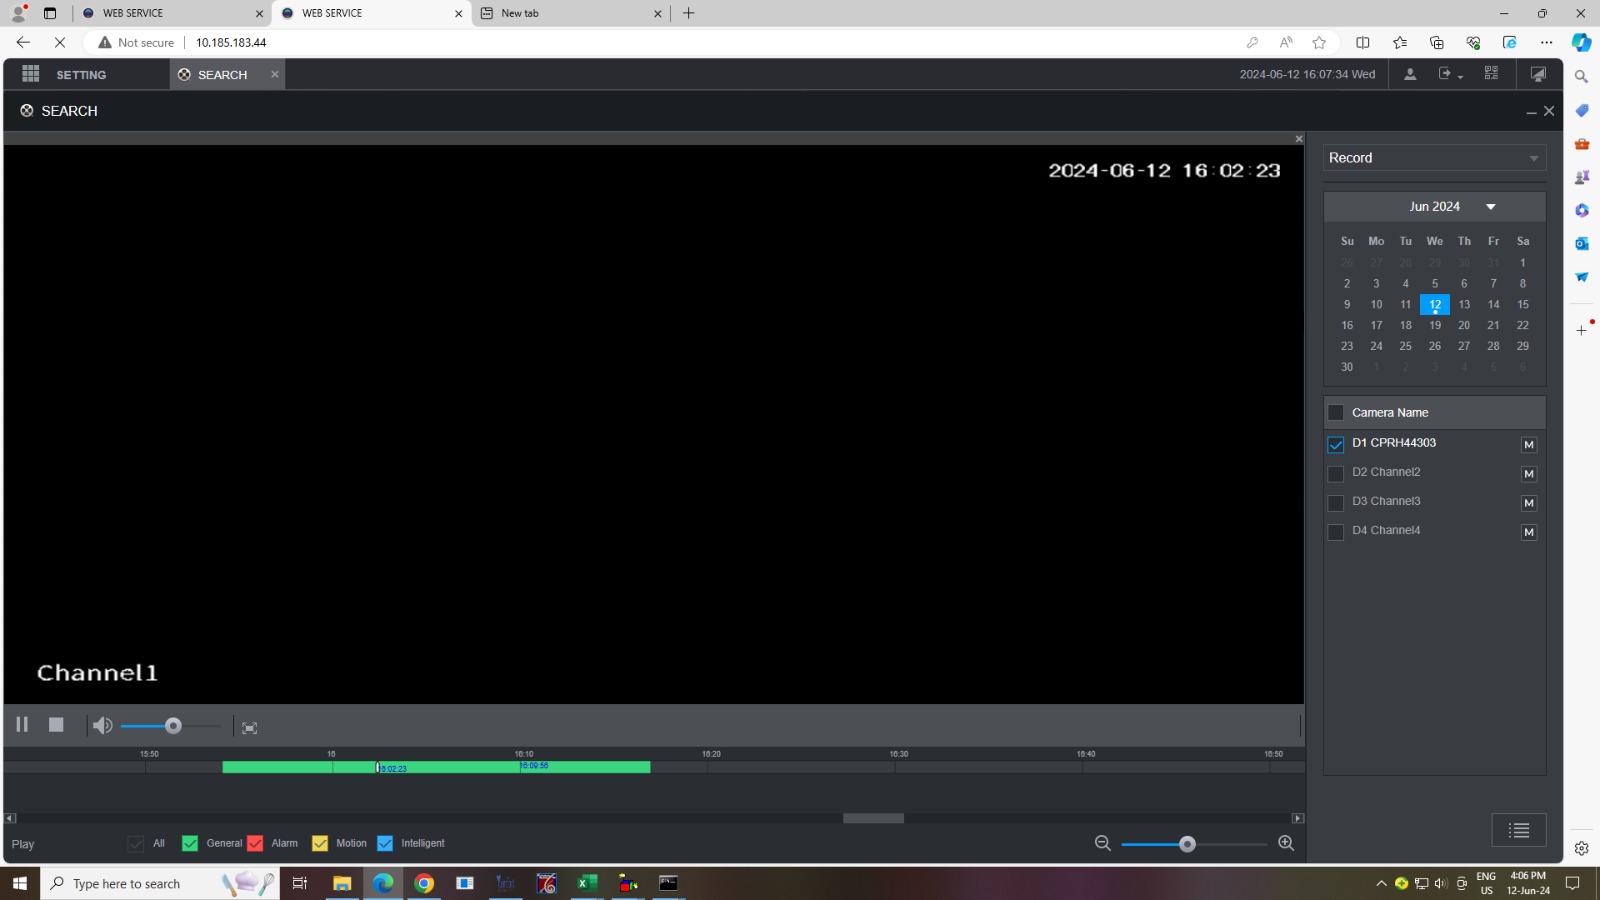 WEB SERVICE
WEB SERVICE
New tab
Not secure
10.185.183.44
SETTING
SEARCH
2024-06-12 16:07:34 Wed
SEARCH
2024-06-12 16:02:23
Channel1
Record
Jun 2024
Su Mo Tu We Th Fr Sa
26 27 28 29 30 31 1
2 3 4 5 6 7 8
9 10 11 12 13 14 15
16 17 18 19 20 21 22
23 24 25 26 27 28 29
30 1 2 3 4 5 6
Camera Name
D1 CPRH44303 M
D2 Channel2 M
D3 Channel3 M
D4 Channel4 M
15:50 16 16:10 16:20 16:30 16:40 16:50
16:02:23 16:09:56
Play All General Alarm Motion Intelligent
Type here to search
ENG
US
4:06 PM
12-Jun-24